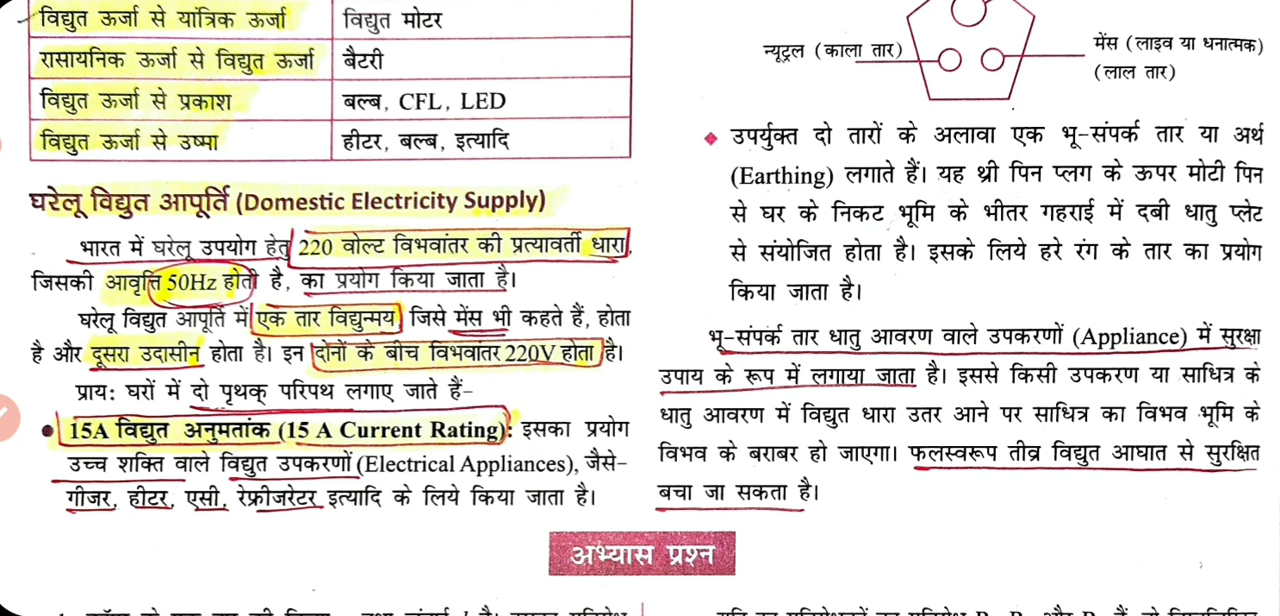 विद्युत ऊर्जा से यांत्रिक ऊर्जा विद्युत मोटर
रासायनिक ऊर्जा से विद्युत ऊर्जा बैटरी
विद्युत ऊर्जा से प्रकाश बल्ब, CFL, LED
विद्युत ऊर्जा से उष्मा हीटर, बल्ब, इत्यादि
घरेलू विद्युत आपूर्ति (Domestic Electricity Supply)
भारत में घरेलू उपयोग हेतु 220 वोल्ट विभवांतर की प्रत्यावर्ती धारा,
जिसकी आवृत्ति 50Hz होती है, का प्रयोग किया जाता है।
घरेलू विद्युत आपूर्ति में एक तार विद्युन्मय, जिसे मेंस भी कहते हैं, होता
है और दूसरा उदासीन होता है। इन दोनों के बीच विभवांतर 220V होता है।
प्राय: घरों में दो पृथक् परिपथ लगाए जाते हैं–
● 15A विद्युत अनुमतांक (15 A Current Rating): इसका प्रयोग
उच्च शक्ति वाले विद्युत उपकरणों (Electrical Appliances), जैसे–
गीजर, हीटर, एसी, रेफ्रीजरेटर इत्यादि के लिये किया जाता है।
न्यूट्रल (काला तार)
मेंस (लाइव या धनात्मक)
(लाल तार)
❖ उपर्युक्त दो तारों के अलावा एक भू-संपर्क तार या अर्थ
(Earthing) लगाते हैं। यह थ्री पिन प्लग के ऊपर मोटी पिन
से घर के निकट भूमि के भीतर गहराई में दबी धातु प्लेट
से संयोजित होता है। इसके लिये हरे रंग के तार का प्रयोग
किया जाता है।
भू-संपर्क तार धातु आवरण वाले उपकरणों (Appliance) में सुरक्षा
उपाय के रूप में लगाया जाता है। इससे किसी उपकरण या साधित्र के
धातु आवरण में विद्युत धारा उतर आने पर साधित्र का विभव भूमि के
विभव के बराबर हो जाएगा। फलस्वरूप तीव्र विद्युत आघात से सुरक्षित
बचा जा सकता है।
अभ्यास प्रश्न